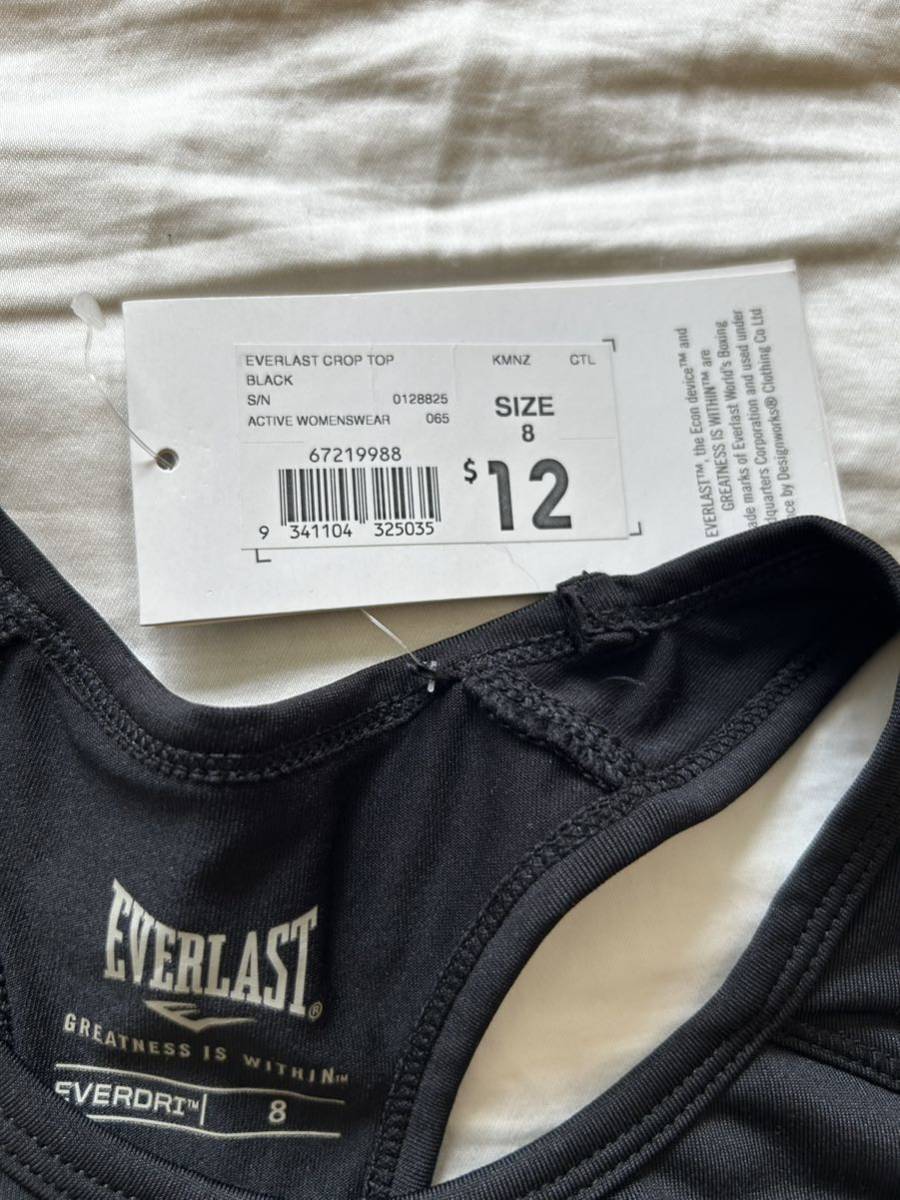 EVERLAST CROP TOP
BLACK
S/N 0128825
ACTIVE WOMENSWEAR 065
67219988
9 341104 325035
KMNZ CTL
SIZE
8
$12
EVERLAST™, the Econ device™ and
GREATNESS IS WITHIN™ are
ade marks of Everlast World's Boxing
dquarters Corporation and used under
nce by Designworks® Clothing Co Ltd
EVERLAST®
GREATNESS IS WITHIN™
EVERDRI™ 8